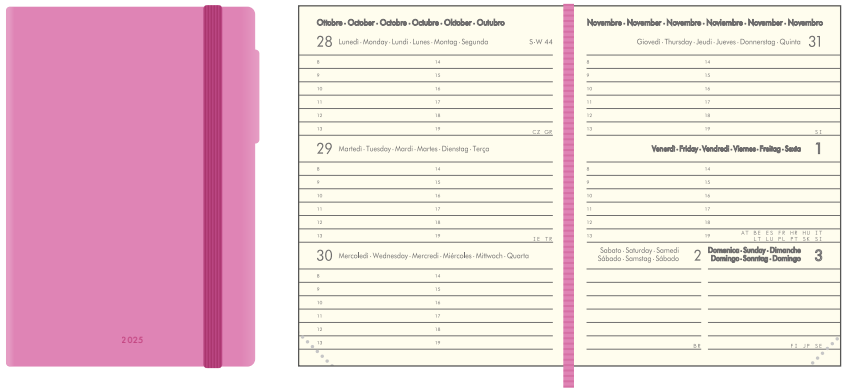 2025
Ottobre • October • Octobre • Octubre • Oktober • Outubro
28 Lunedì • Monday • Lundi • Lunes • Montag • Segunda S-W 44
8 14
9 15
10 16
11 17
12 18
13 19 CZ GR
29 Martedì • Tuesday • Mardi • Martes • Dienstag • Terça
8 14
9 15
10 16
11 17
12 18
13 19 IE TR
30 Mercoledì • Wednesday • Mercredi • Miércoles • Mittwoch • Quarta
8 14
9 15
10 16
11 17
12 18
13 19
Novembre • November • Novembre • Noviembre • November • Novembro
Giovedì • Thursday • Jeudi • Jueves • Donnerstag • Quinta 31
8 14
9 15
10 16
11 17
12 18
13 19 SI
Venerdì • Friday • Vendredi • Viernes • Freitag • Sexta 1
8 14
9 15
10 16
11 17
12 18
13 19 AT BE ES FR HR HU IT
LT LU PL PT SK SI
Sabato • Saturday • Samedi
Sábado • Samstag • Sábado 2
BR
Domenica • Sunday • Dimanche
Domingo • Sonntag • Domingo 3
FI JP SE